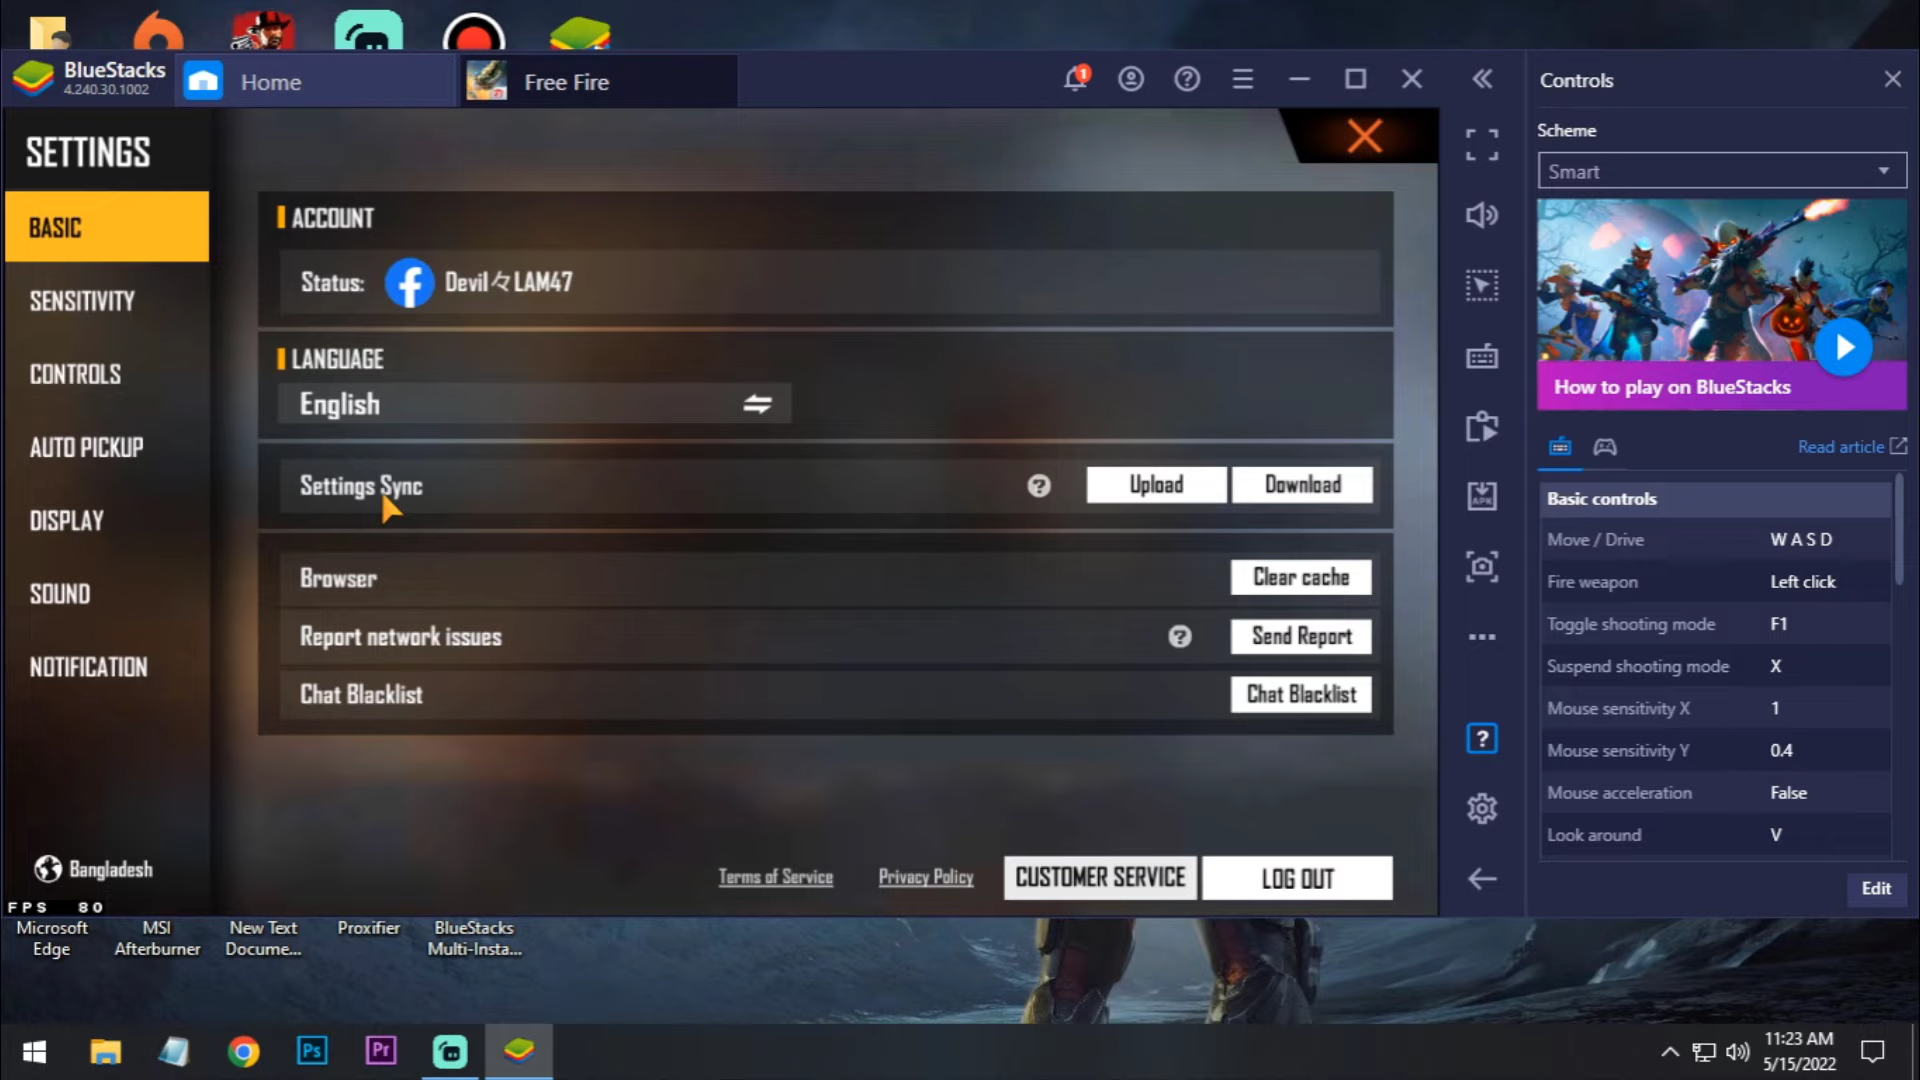 BlueStacks
4.240.30.1002
Home
Free Fire
1
SETTINGS
BASIC
SENSITIVITY
CONTROLS
AUTO PICKUP
DISPLAY
SOUND
NOTIFICATION
Bangladesh
FPS 80
ACCOUNT
Status: f Devil々LAM47
LANGUAGE
English
Settings Sync ? Upload Download
Browser Clear cache
Report network issues ? Send Report
Chat Blacklist Chat Blacklist
Terms of Service Privacy Policy CUSTOMER SERVICE LOG OUT
APK
Controls
Scheme
Smart
How to play on BlueStacks
Read article
Basic controls
Move / Drive W A S D
Fire weapon Left click
Toggle shooting mode F1
Suspend shooting mode X
Mouse sensitivity X 1
Mouse sensitivity Y 0.4
Mouse acceleration False
Look around V
Edit
Microsoft Edge
MSI Afterburner
New Text Docume...
Proxifier
BlueStacks Multi-Insta...
Ps
Pr
11:23 AM
5/15/2022